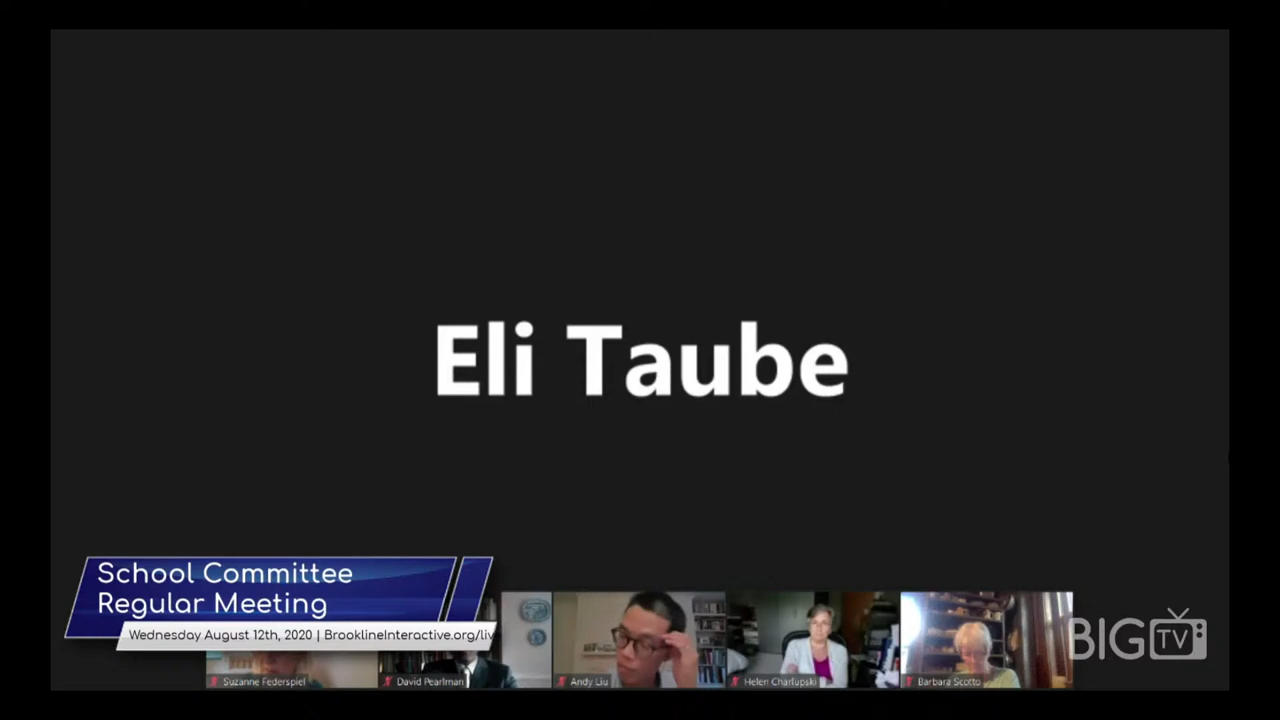 Eli Taube
School Committee
Regular Meeting
Wednesday August 12th, 2020 | BrooklineInteractive.org/liv
Suzanne Federspiel
David Pearlman
Andy Liu
Helen Charlupski
Barbara Scotto
BIG TV